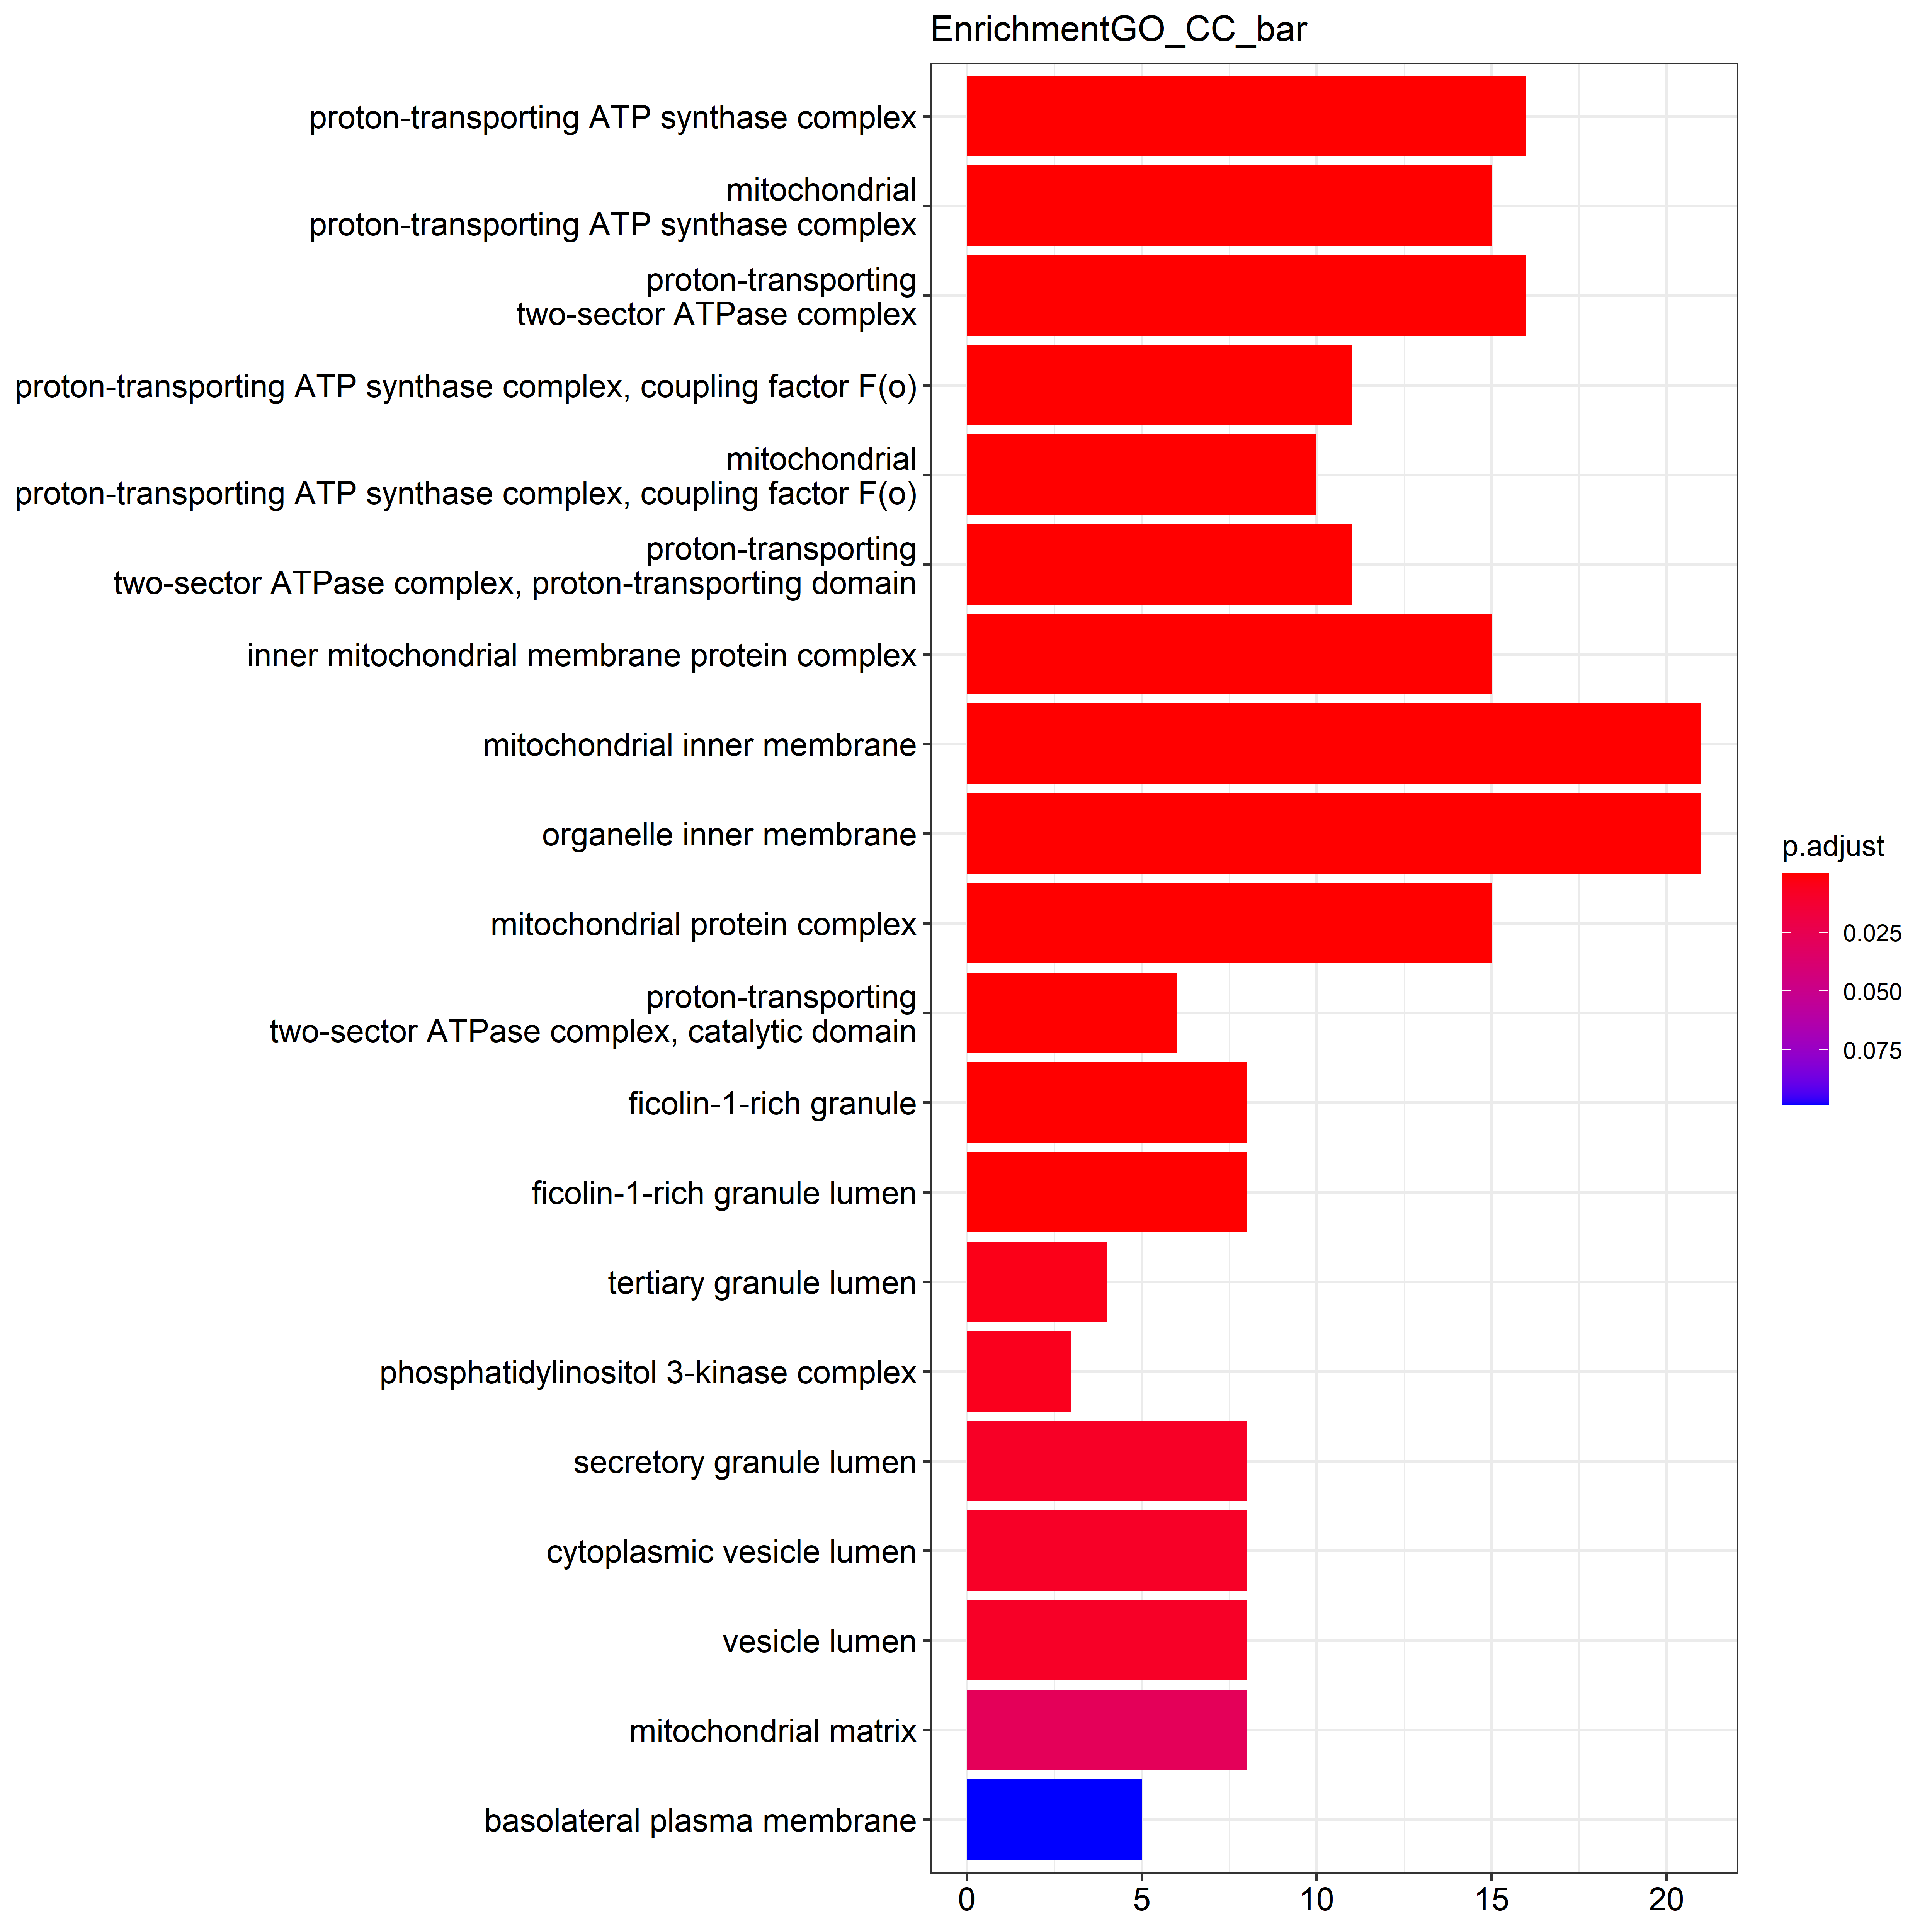 EnrichmentGO_CC_bar
proton-transporting ATP synthase complex
mitochondrial
proton-transporting ATP synthase complex
proton-transporting
two-sector ATPase complex
proton-transporting ATP synthase complex, coupling factor F(o)
mitochondrial
proton-transporting ATP synthase complex, coupling factor F(o)
proton-transporting
two-sector ATPase complex, proton-transporting domain
inner mitochondrial membrane protein complex
mitochondrial inner membrane
organelle inner membrane
mitochondrial protein complex
proton-transporting
two-sector ATPase complex, catalytic domain
ficolin-1-rich granule
ficolin-1-rich granule lumen
tertiary granule lumen
phosphatidylinositol 3-kinase complex
secretory granule lumen
cytoplasmic vesicle lumen
vesicle lumen
mitochondrial matrix
basolateral plasma membrane
0 5 10 15 20
p.adjust
0.025
0.050
0.075